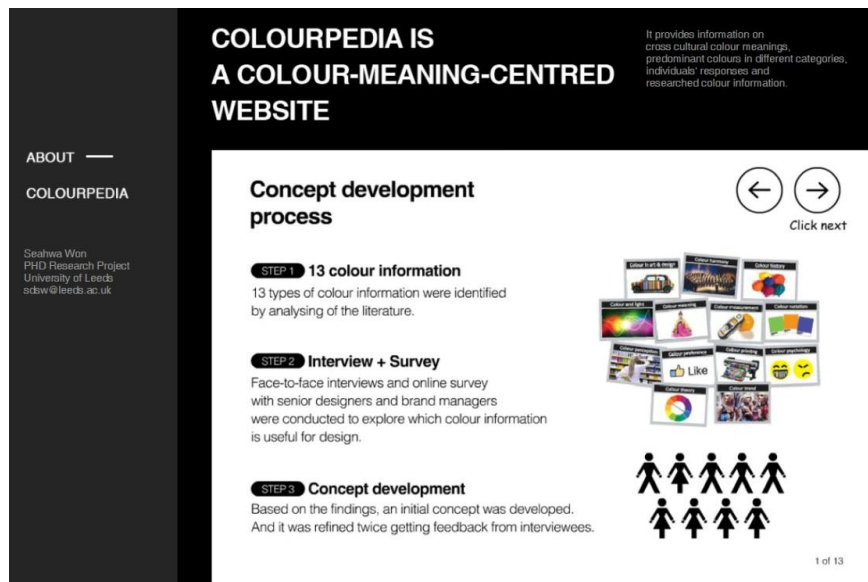 COLOURPEDIA IS
A COLOUR-MEANING-CENTRED
WEBSITE
It provides information on
cross cultural colour meanings,
predominant colours in different categories,
individuals' responses and
researched colour information.
ABOUT
COLOURPEDIA
Seahwa Won
PHD Research Project
University of Leeds
sdsw@leeds.ac.uk
Concept development
process
Click next
STEP 1 13 colour information
13 types of colour information were identified
by analysing of the literature.
STEP 2 Interview + Survey
Face-to-face interviews and online survey
with senior designers and brand managers
were conducted to explore which colour information
is useful for design.
STEP 3 Concept development
Based on the findings, an initial concept was developed.
And it was refined twice getting feedback from interviewees.
Colour in art & design
Colour harmony
Colour history
Colour and light
Colour meaning
Colour measurement
Colour notation
Colour perception
Colour preference
Like
Colour printing
Colour psychology
Colour theory
Colour trend
1 of 13